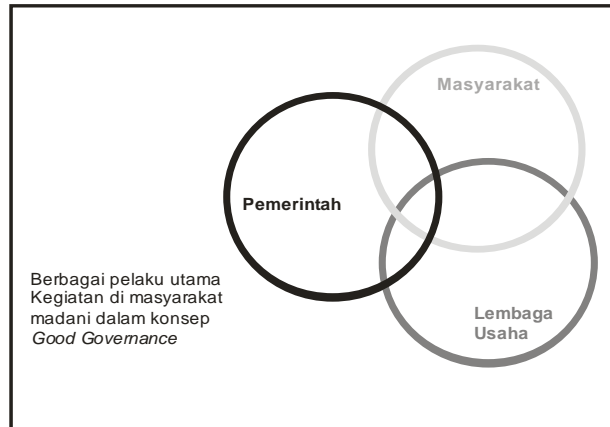 Masyarakat
Pemerintah
Berbagai pelaku utama
Kegiatan di masyarakat
madani dalam konsep
Good Governance
Lembaga
Usaha